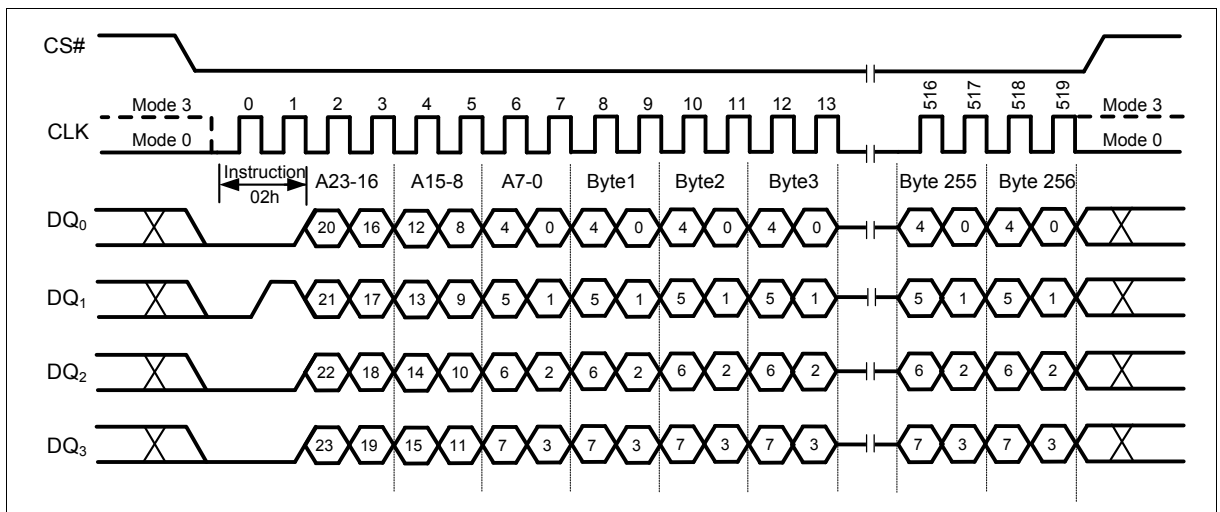 CS#
Mode 3 0 1 2 3 4 5 6 7 8 9 10 11 12 13 516 517 518 519 Mode 3
CLK
Mode 0 Mode 0
Instruction A23-16 A15-8 A7-0 Byte1 Byte2 Byte3 Byte 255 Byte 256
02h
DQ0 20 16 12 8 4 0 4 0 4 0 4 0 4 0 4 0
DQ1 21 17 13 9 5 1 5 1 5 1 5 1 5 1 5 1
DQ2 22 18 14 10 6 2 6 2 6 2 6 2 6 2 6 2
DQ3 23 19 15 11 7 3 7 3 7 3 7 3 7 3 7 3